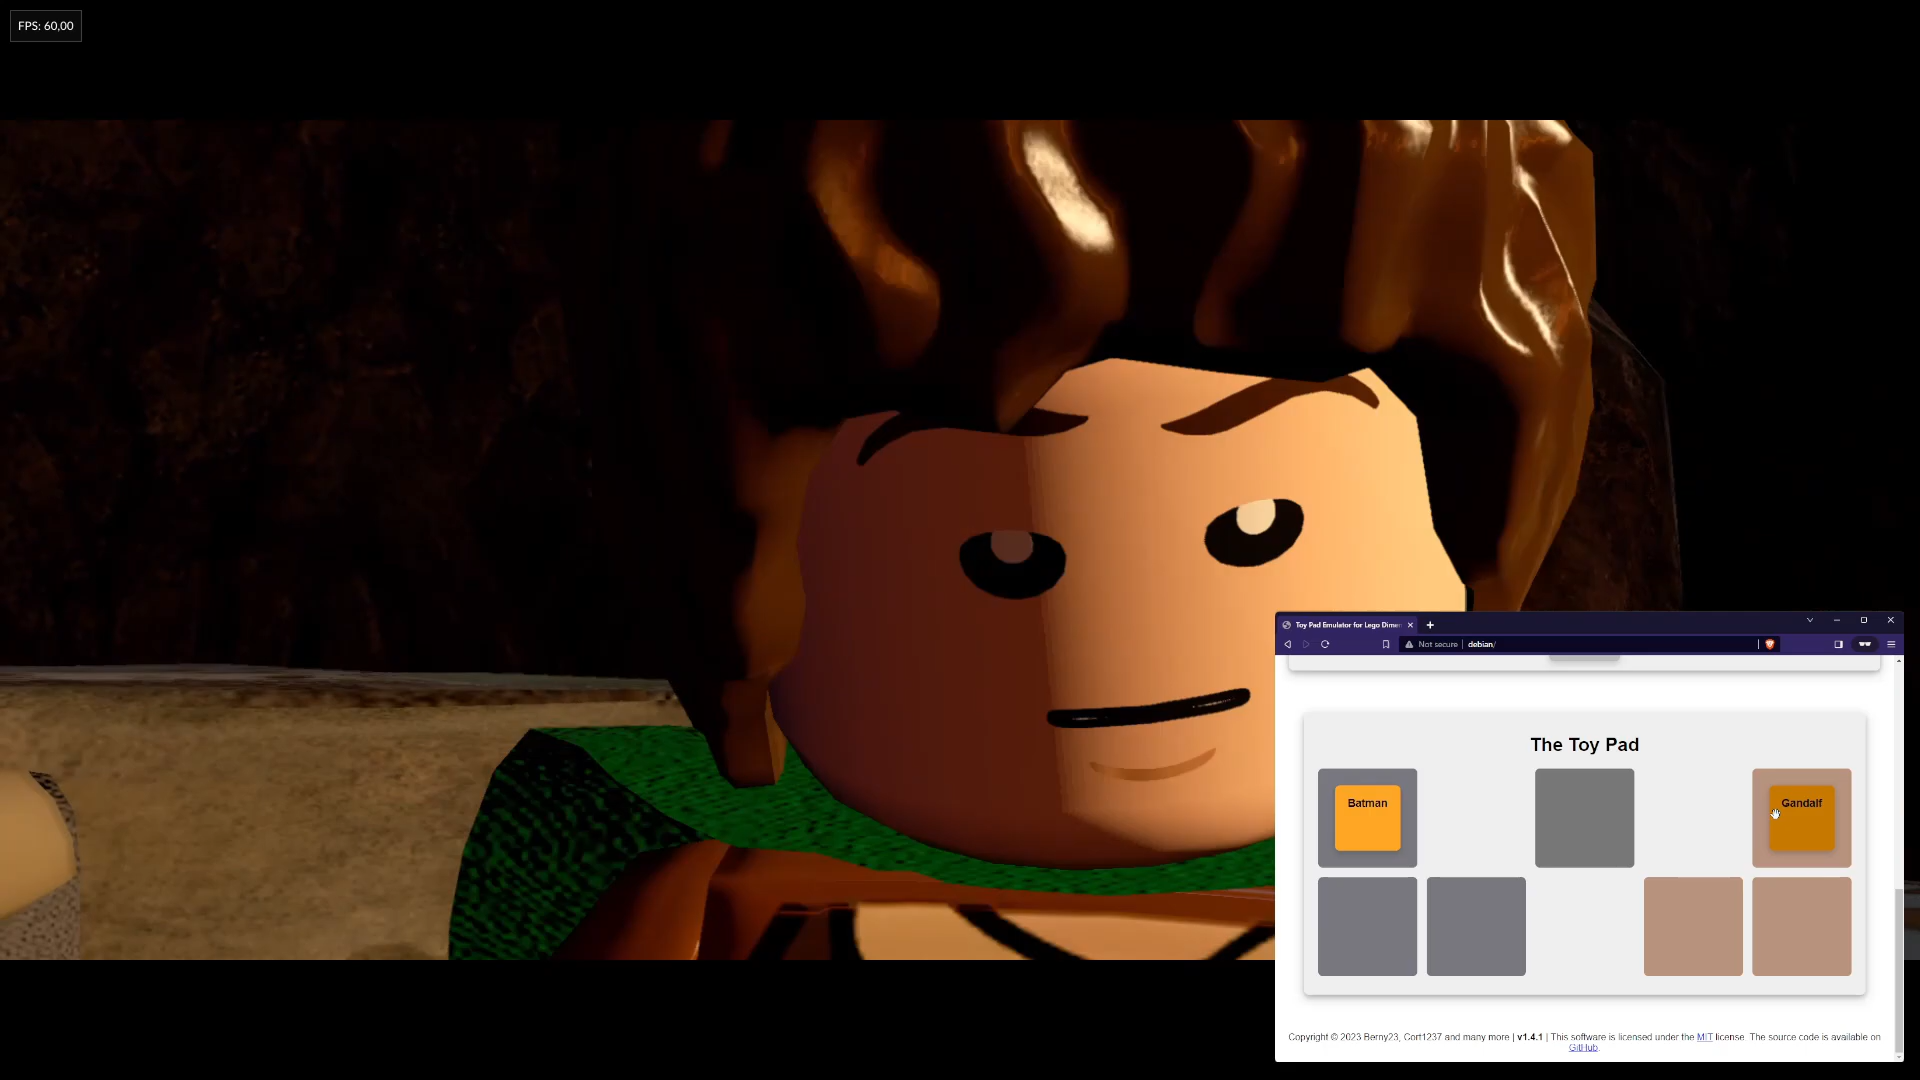 FPS: 60,00
Toy Pad Emulator for Lego Dimen
Not secure
debian/
The Toy Pad
Batman
Gandalf
Copyright © 2023 Berny23, Cort1237 and many more | v1.4.1 | This software is licensed under the MIT license. The source code is available on
GitHub.